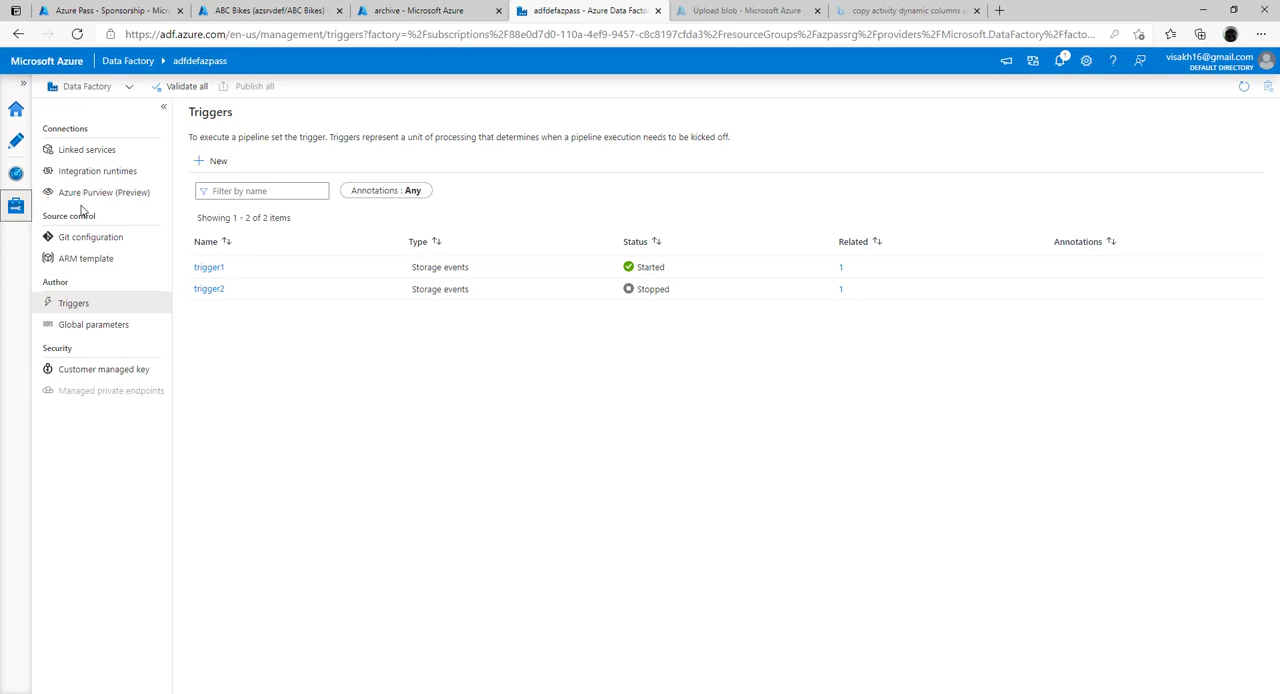 Azure Pass - Sponsorship - Micr
ABC Bikes (azsrvdef/ABC Bikes) -
archive - Microsoft Azure
adfdefazpass - Azure Data Facto
Upload blob - Microsoft Azure
copy activity dynamic columns
https://adf.azure.com/en-us/management/triggers?factory=%2Fsubscriptions%2F88e0d7d0-110a-4ef9-9457-c8c8197cfda3%2FresourceGroups%2Fazpassrg%2Fproviders%2FMicrosoft.DataFactory%2Ffacto...
Microsoft Azure
Data Factory
adfdefazpass
1
visakh16@gmail.com
DEFAULT DIRECTORY
Data Factory
Validate all
Publish all
Connections
Linked services
Integration runtimes
Azure Purview (Preview)
Source control
Git configuration
ARM template
Author
Triggers
Global parameters
Security
Customer managed key
Managed private endpoints
Triggers
To execute a pipeline set the trigger. Triggers represent a unit of processing that determines when a pipeline execution needs to be kicked off.
New
Filter by name
Annotations : Any
Showing 1 - 2 of 2 items
Name Type Status Related Annotations
trigger1 Storage events Started 1
trigger2 Storage events Stopped 1